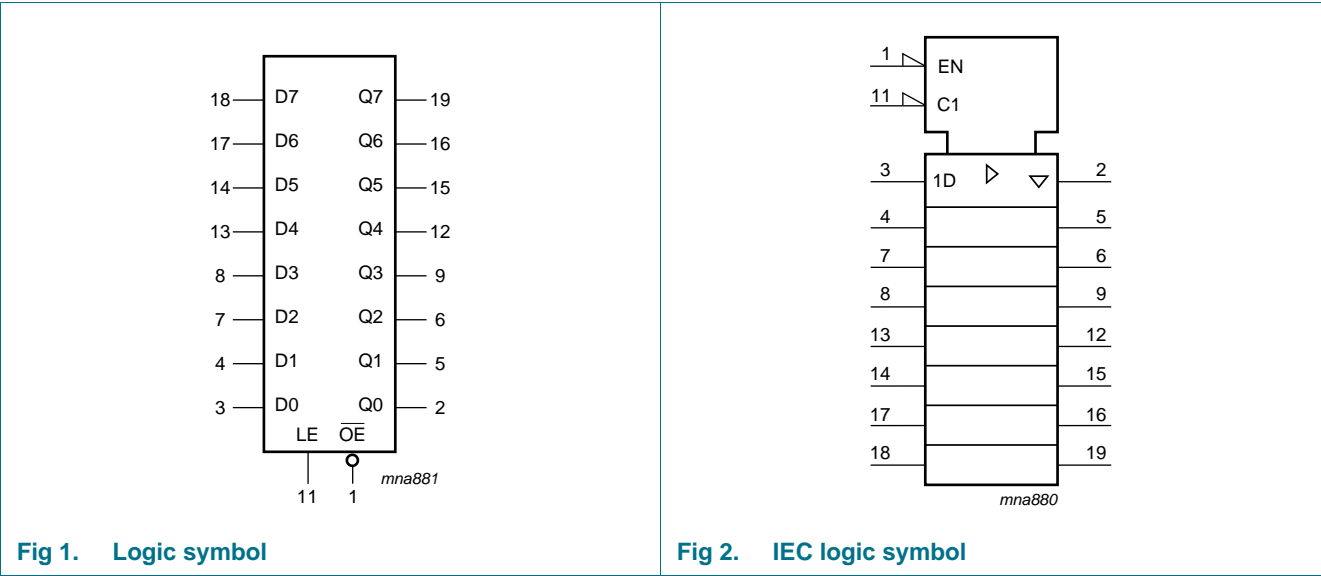 18 D7 Q7 19
17 D6 Q6 16
14 D5 Q5 15
13 D4 Q4 12
8 D3 Q3 9
7 D2 Q2 6
4 D1 Q1 5
3 D0 Q0 2
LE O̅E̅
mna881
11 1
Fig 1. Logic symbol
1 EN
11 C1
3 1D 2
4 5
7 6
8 9
13 12
14 15
17 16
18 19
mna880
Fig 2. IEC logic symbol